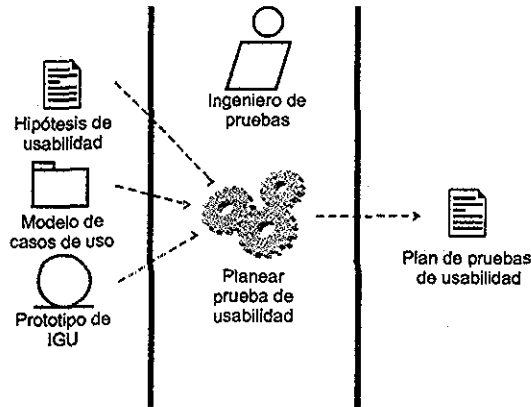 Hipótesis de
usabilidad
Modelo de
casos de uso
Prototipo de
IGU
Ingeniero de
pruebas
Planear
prueba de
usabilidad
Plan de pruebas
de usabilidad